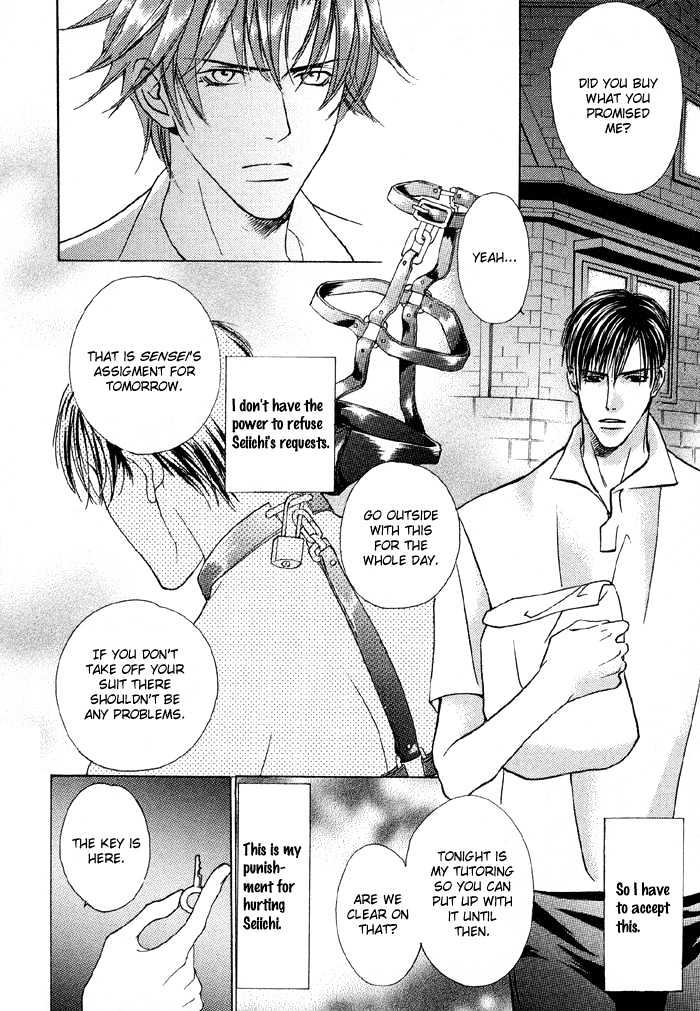 DID YOU BUY
WHAT YOU
PROMISED
ME?
YEAH...
THAT IS SENSEI'S
ASSIGMENT FOR
TOMORROW.
I don't have the
power to refuse
Seiichi's requests.
GO OUTSIDE
WITH THIS
FOR THE
WHOLE DAY.
IF YOU DON'T
TAKE OFF YOUR
SUIT THERE
SHOULDN'T BE
ANY PROBLEMS.
So I have
to accept
this.
TONIGHT IS
MY TUTORING
SO YOU CAN
PUT UP WITH
IT UNTIL
THEN.
ARE WE
CLEAR ON
THAT?
This is my
punish-
ment for
hurting
Seiichi.
THE KEY IS
HERE.